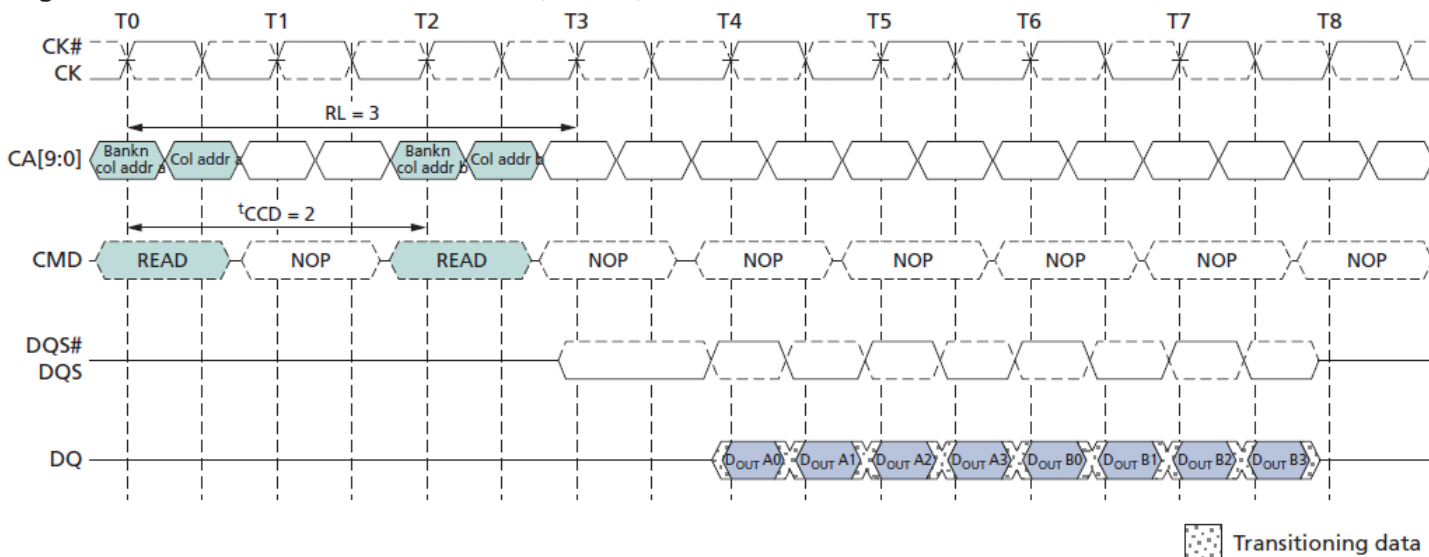 T0 T1 T2 T3 T4 T5 T6 T7 T8
CK#
CK
RL = 3
CA[9:0]
Bankn
col addr a
Col addr a
Bankn
col addr b
Col addr b
tCCD = 2
CMD READ NOP READ NOP NOP NOP NOP NOP NOP
DQS#
DQS
DQ DOUT A0 DOUT A1 DOUT A2 DOUT A3 DOUT B0 DOUT B1 DOUT B2 DOUT B3
Transitioning data